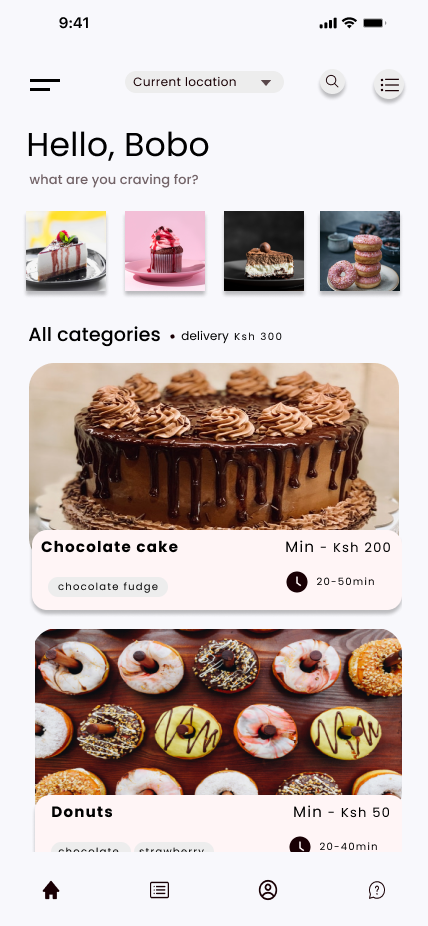 9:41
Current location
Hello, Bobo
what are you craving for?
All categories • delivery Ksh 300
Chocolate cake
Min - Ksh 200
chocolate fudge
20-50min
Donuts
Min - Ksh 50
chocolate
strawberry
20-40min
?